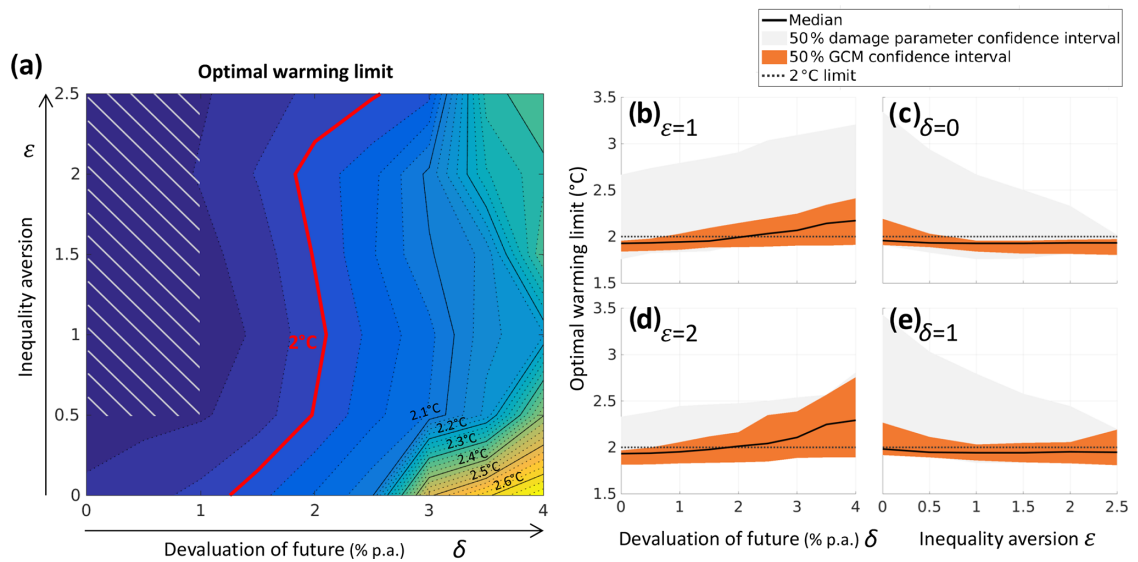 Median
50% damage parameter confidence interval
50% GCM confidence interval
2°C limit
(a)
Optimal warming limit
2.5
2
1.5
1
0.5
0
ε
Inequality aversion
2°C
2.1°C
2.2°C
2.3°C
2.4°C
2.5°C
2.6°C
0
1
2
3
4
Devaluation of future (% p.a.) δ
Optimal warming limit (°C)
(b) ε=1
3.5
3
2.5
2
1.5
(c) δ=0
(d) ε=2
3.5
3
2.5
2
1.5
0
1
2
3
4
Devaluation of future (% p.a.) δ
(e) δ=1
0
0.5
1
1.5
2
2.5
Inequality aversion ε